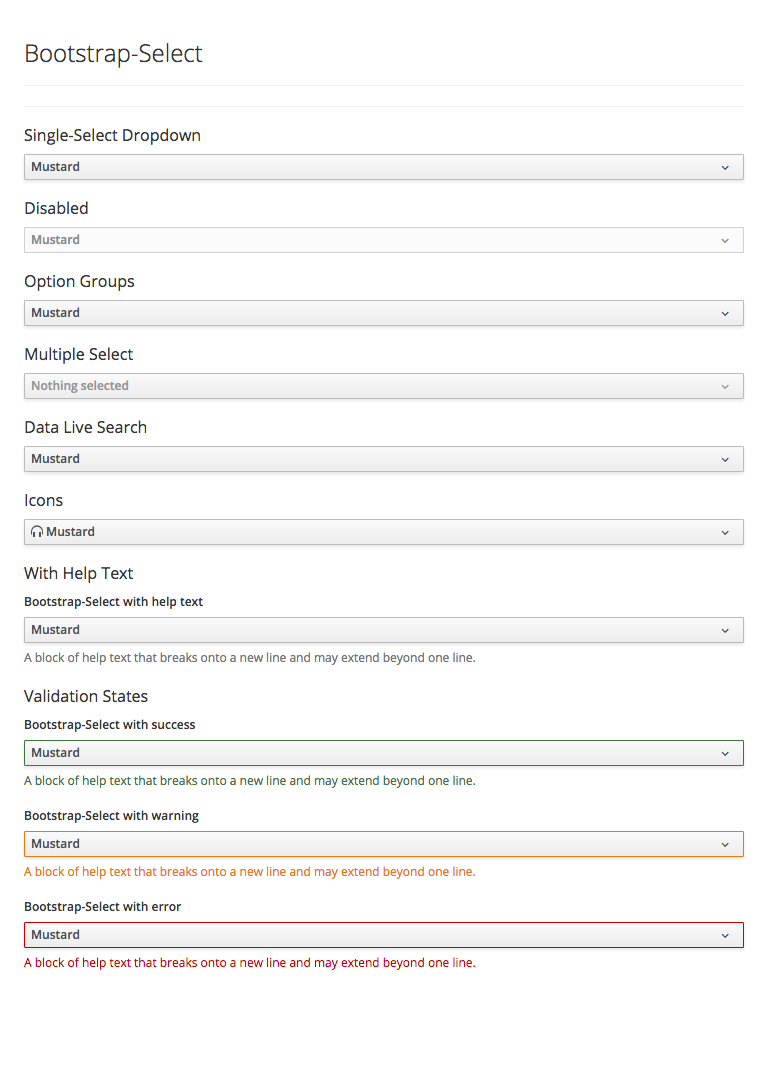 Bootstrap-Select
Single-Select Dropdown
Mustard
Disabled
Mustard
Option Groups
Mustard
Multiple Select
Nothing selected
Data Live Search
Mustard
Icons
Mustard
With Help Text
Bootstrap-Select with help text
Mustard
A block of help text that breaks onto a new line and may extend beyond one line.
Validation States
Bootstrap-Select with success
Mustard
A block of help text that breaks onto a new line and may extend beyond one line.
Bootstrap-Select with warning
Mustard
A block of help text that breaks onto a new line and may extend beyond one line.
Bootstrap-Select with error
Mustard
A block of help text that breaks onto a new line and may extend beyond one line.